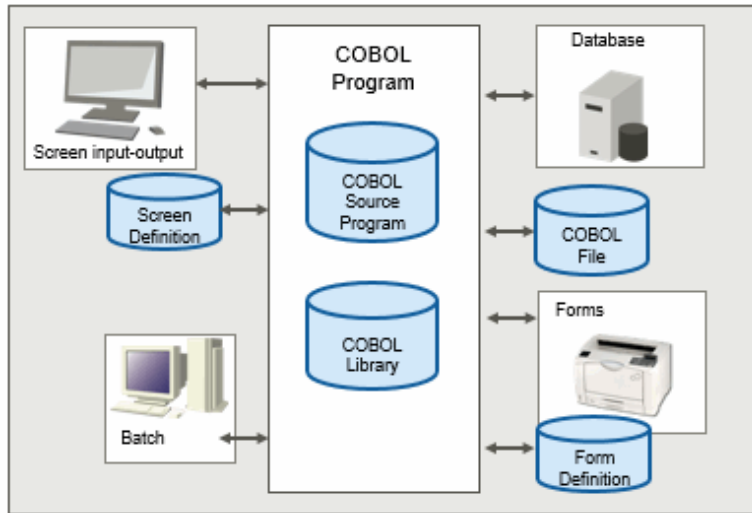 COBOL
Program
Database
Screen input-output
COBOL
Source
Program
Screen
Definition
COBOL
File
COBOL
Library
Forms
Batch
Form
Definition